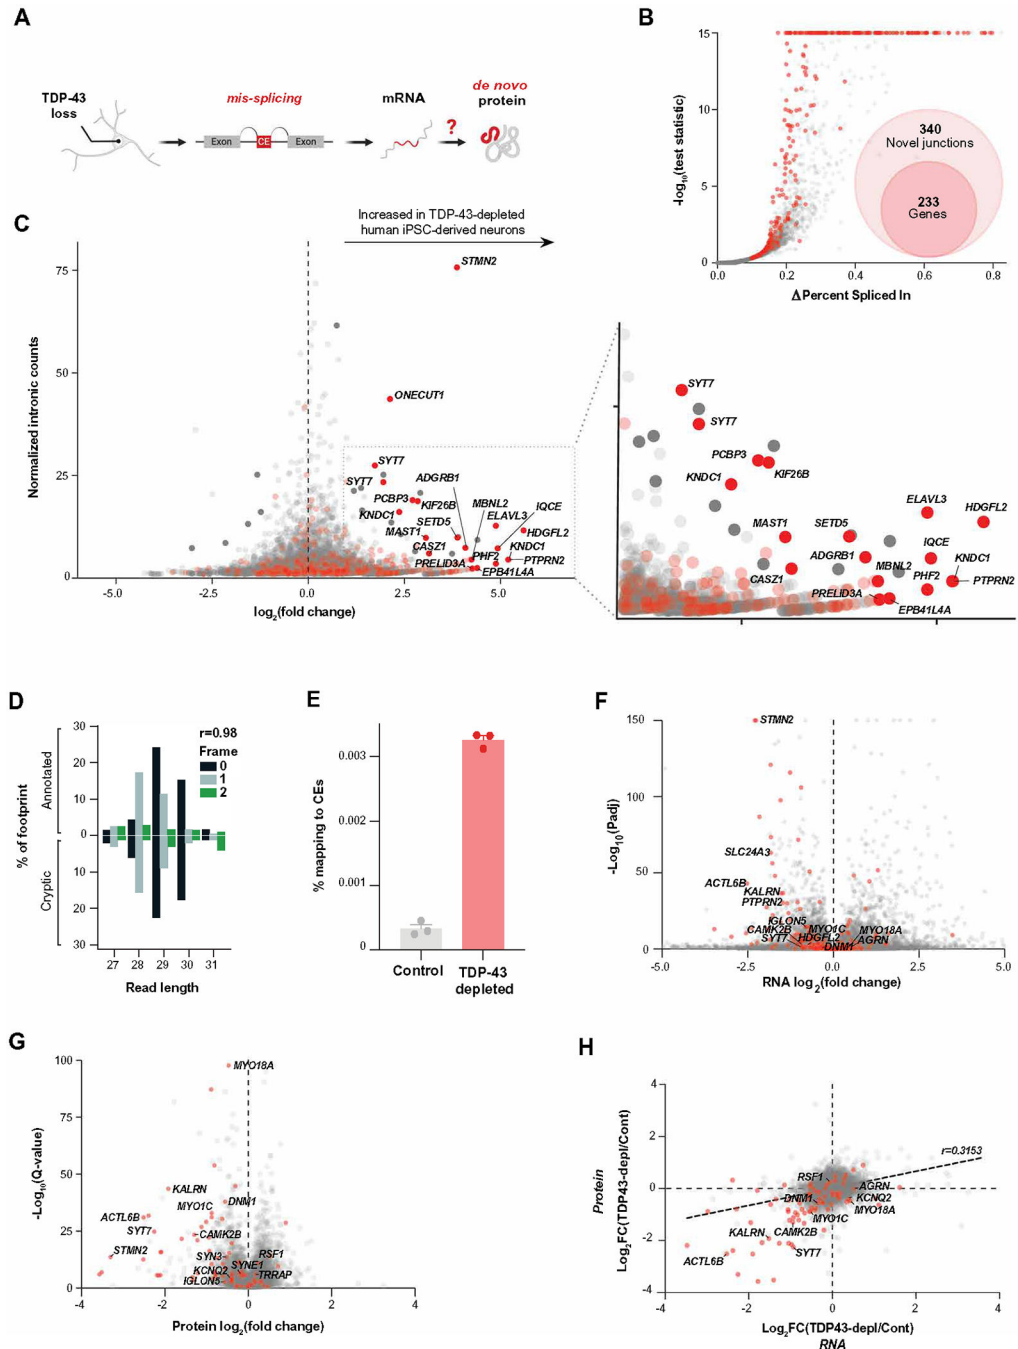 A
TDP-43
loss
mis-splicing
Exon
CE
Exon
mRNA
?
de novo
protein
B
-log10(test statistic)
15
15
10
5
0
0.0
0.2
0.4
0.6
0.8
340
Novel junctions
233
Genes
ΔPercent Spliced In
C
Increased in TDP-43-depleted
human iPSC-derived neurons
Normalized intronic counts
75
50
25
1
0
STMN2
ONECUT1
SYT7
SYT7
ADGRB1
PCBP3
KIF26B
MBNL2
IQCE
KNDC1
ELAVL3
SETD5
MAST1
HDGFL2
CASZ1
KNDC1
PHF2
PRELID3A
PTPRN2
EPB41L4A
-5.0
-2.5
0.0
2.5
5.0
log2(fold change)
SYT7
SYT7
PCBP3
KIF26B
KNDC1
ELAVL3
HDGFL2
MAST1
SETD5
IQCE
KNDC1
ADGRB1
MBNL2
CASZ1
PHF2
PTPRN2
PRELID3A
EPB41L4A
D
% of footprint
Annotated
Cryptic
30
20
10
0
10
20
30
r=0.98
Frame
0
1
2
27
28
29
30
31
Read length
E
% mapping to CEs
0.003
0.002
0.001
0
Control
TDP-43
depleted
F
-Log10(Padj)
150
100
50
0
STMN2
SLC24A3
ACTL6B
KALRN
PTPRN2
IGLON5
CAMK2B
MYO1C
MYO18A
SYT7
HDGFL2
AGRN
DNM1
-5.0
-2.5
0.0
2.5
5.0
RNA log2(fold change)
G
-Log10(Q-value)
100
75
50
25
0
MYO18A
KALRN
MYO1C
DNM1
ACTL6B
SYT7
CAMK2B
STMN2
SYN3
RSF1
SYNE1
KCNQ2
TRRAP
IGLON5
-4
-2
0
2
4
Protein log2(fold change)
H
Protein
Log2FC(TDP43-depl/Cont)
4
2
0
-2
-4
r=0.3153
RSF1
AGRN
DNM1
KCNQ2
MYO18A
MYO1C
KALRN
CAMK2B
SYT7
ACTL6B
-4
-2
0
2
4
Log2FC(TDP43-depl/Cont)
RNA